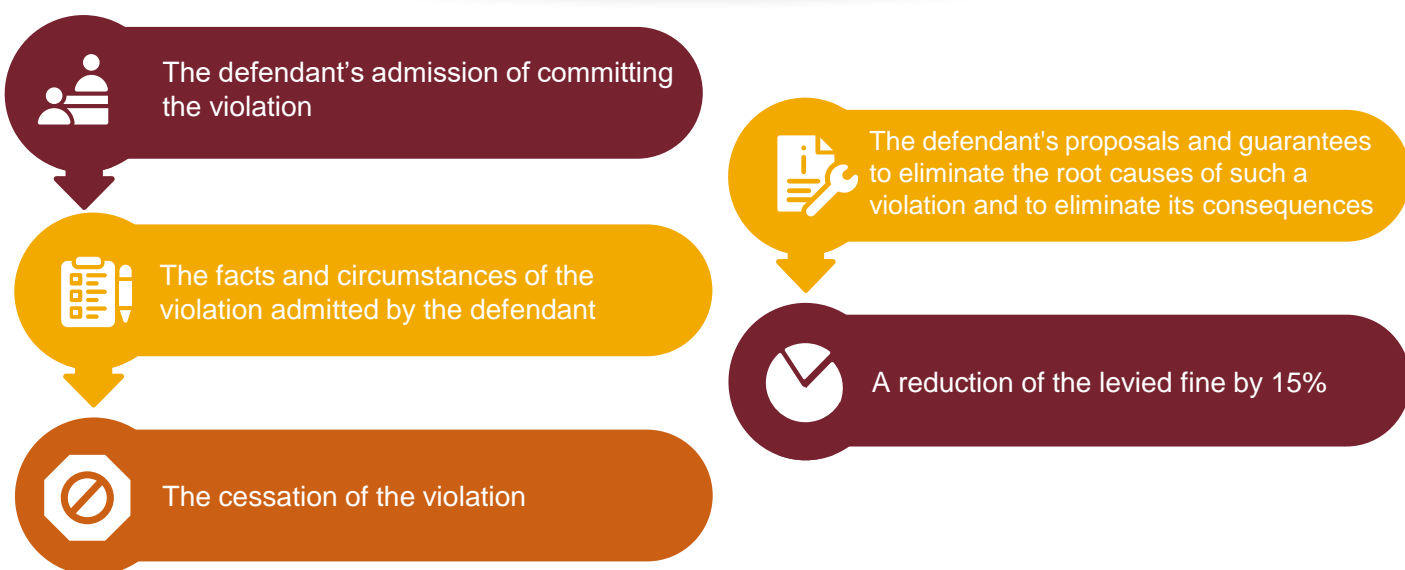 The defendant’s admission of committing
the violation
The facts and circumstances of the
violation admitted by the defendant
The cessation of the violation
The defendant's proposals and guarantees
to eliminate the root causes of such a
violation and to eliminate its consequences
A reduction of the levied fine by 15%